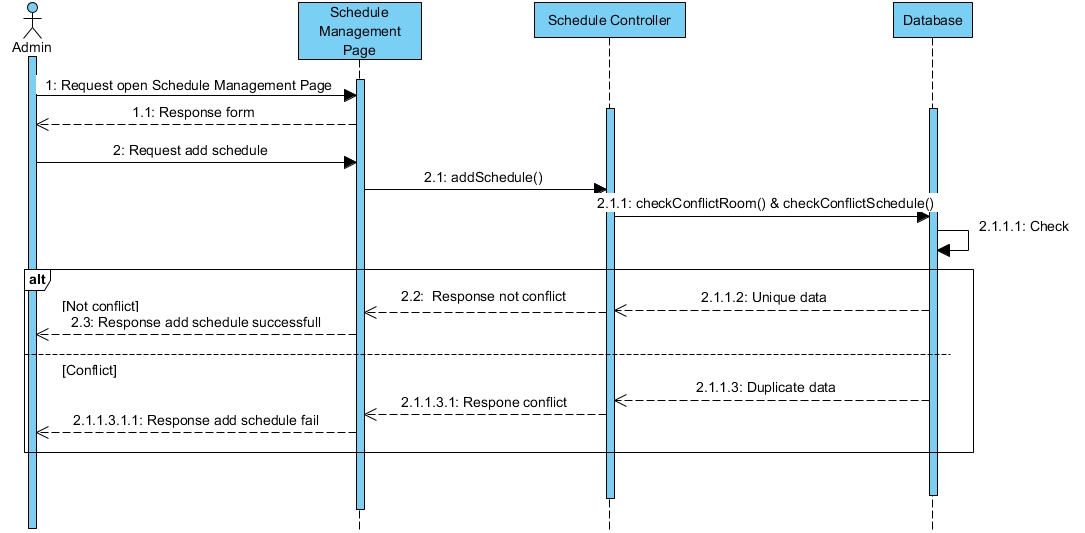 Admin
Schedule
Management
Page
Schedule Controller
Database
1: Request open Schedule Management Page
1.1: Response form
2: Request add schedule
2.1: addSchedule()
2.1.1: checkConflictRoom() & checkConflictSchedule()
2.1.1.1: Check
alt
[Not conflict]
2.1.1.2: Unique data
2.2:  Response not conflict
2.3: Response add schedule successfull
[Conflict]
2.1.1.3: Duplicate data
2.1.1.3.1: Respone conflict
2.1.1.3.1.1: Response add schedule fail